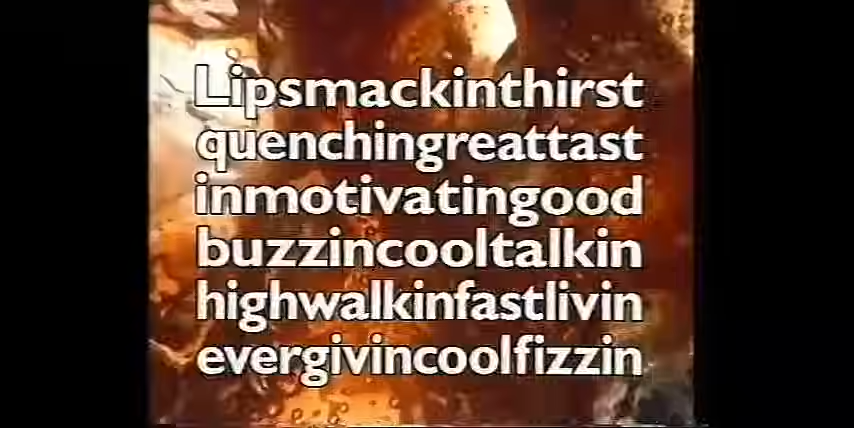 Lipsmackinthirst
quenchingreattast
inmotivatingood
buzzincooltalkin
highwalkinfastlivin
evergivincoolfizzin